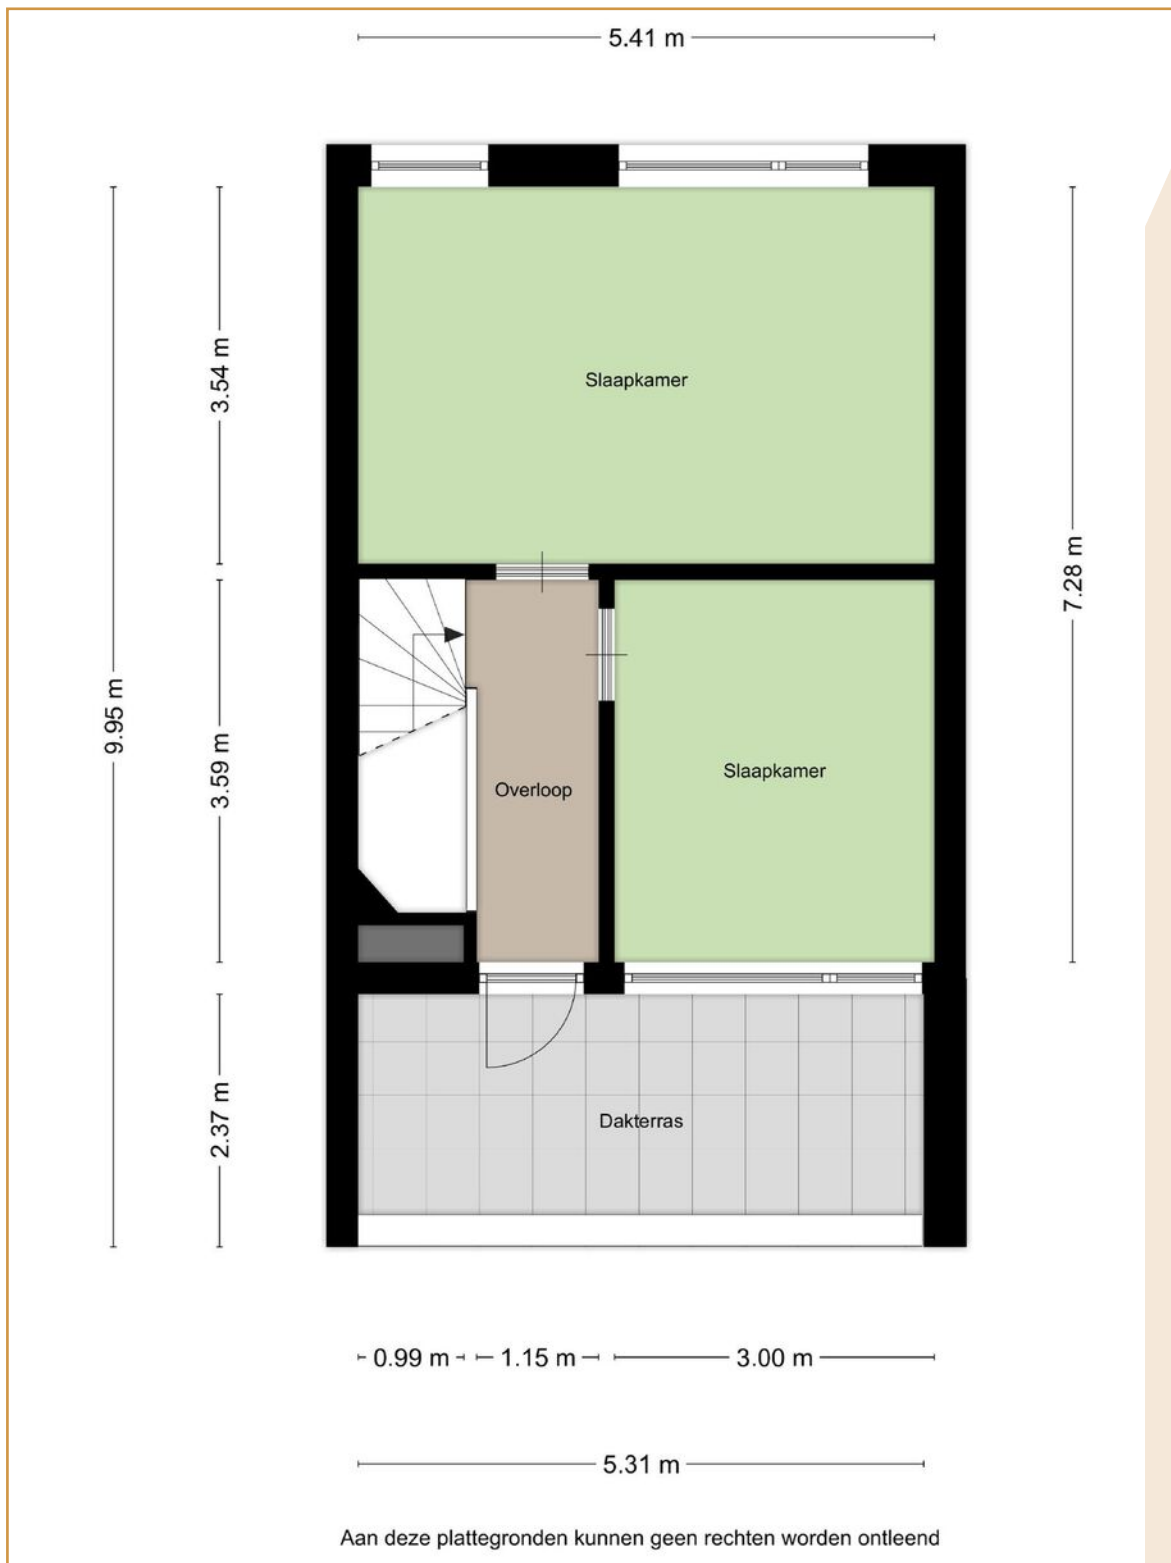 5.41 m
3.54 m
Slaapkamer
7.28 m
9.95 m
3.59 m
Slaapkamer
Overloop
2.37 m
Dakterras
0.99 m
1.15 m
3.00 m
5.31 m
Aan deze plattegronden kunnen geen rechten worden ontleend